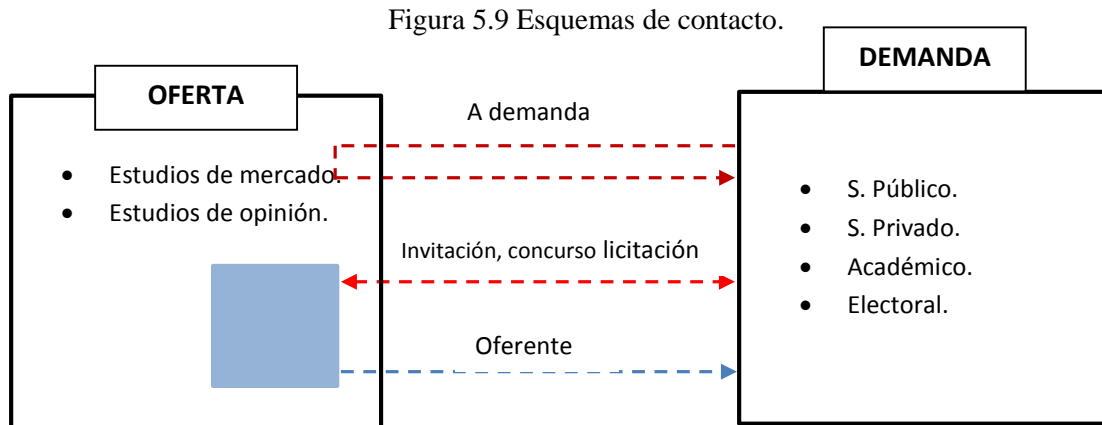 Figura 5.9 Esquemas de contacto.
OFERTA
DEMANDA
A demanda
• Estudios de mercado.
• Estudios de opinión.
Invitación, concurso licitación
Oferente
• S. Público.
• S. Privado.
• Académico.
• Electoral.